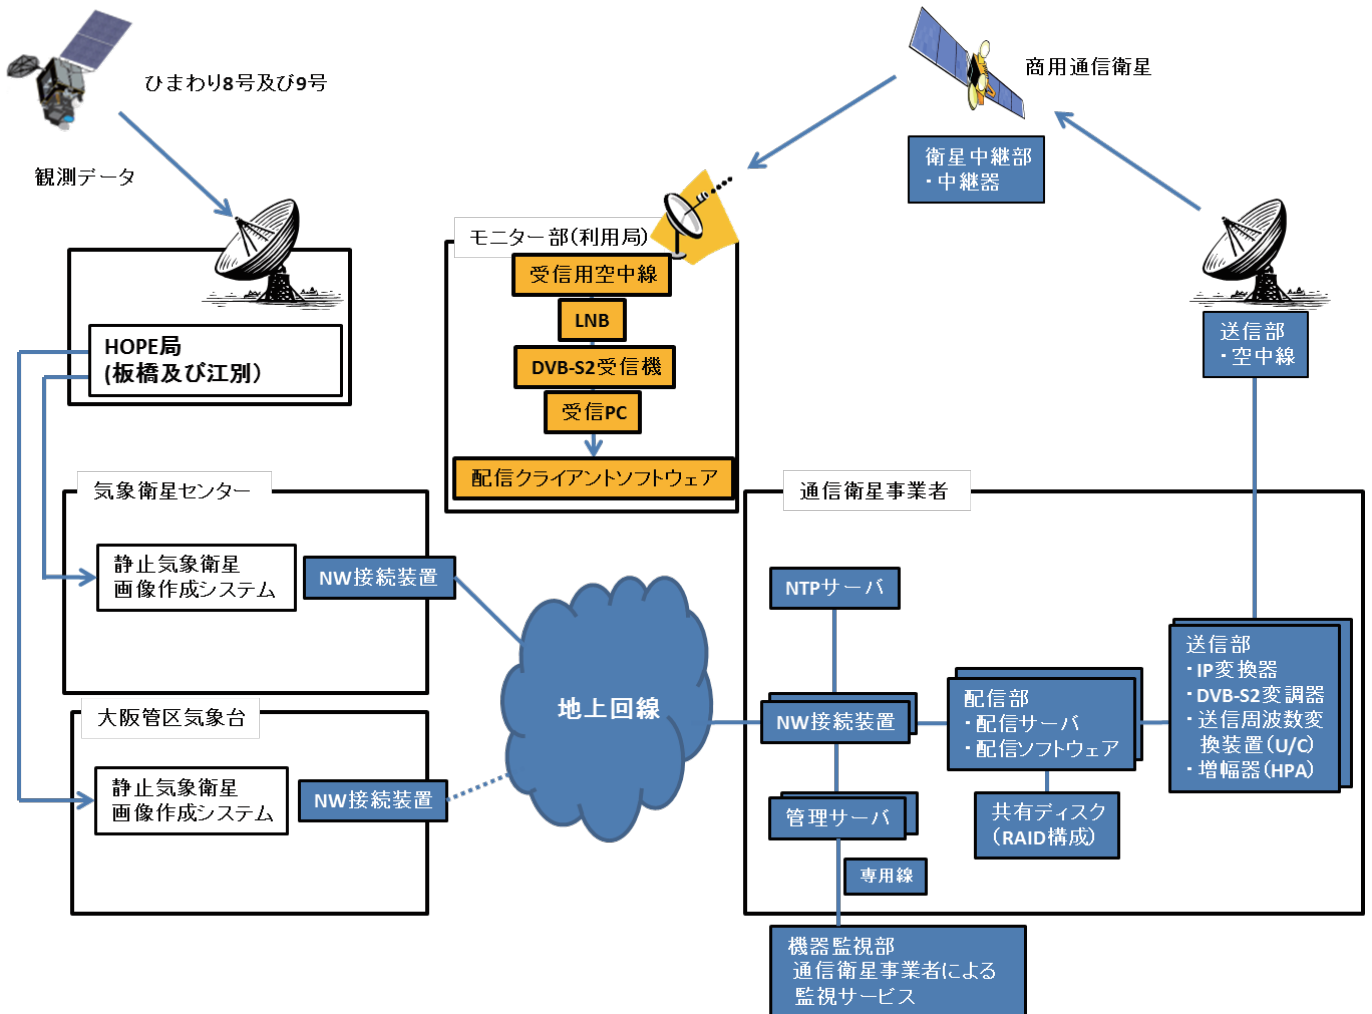 ひまわり8号及び9号
観測データ
商用通信衛星
衛星中継部
・中継器
モニター部(利用局)
受信用空中線
LNB
DVB-S2受信機
受信PC
配信クライアントソフトウェア
送信部
・空中線
HOPE局
(板橋及び江別)
気象衛星センター
静止気象衛星
画像作成システム
NW接続装置
大阪管区気象台
静止気象衛星
画像作成システム
NW接続装置
地上回線
通信衛星事業者
NTPサーバ
NW接続装置
管理サーバ
専用線
配信部
・配信サーバ
・配信ソフトウェア
共有ディスク
(RAID構成)
送信部
・IP変換器
・DVB-S2変調器
・送信周波数変
換装置(U/C)
・増幅器(HPA)
機器監視部
通信衛星事業者による
監視サービス